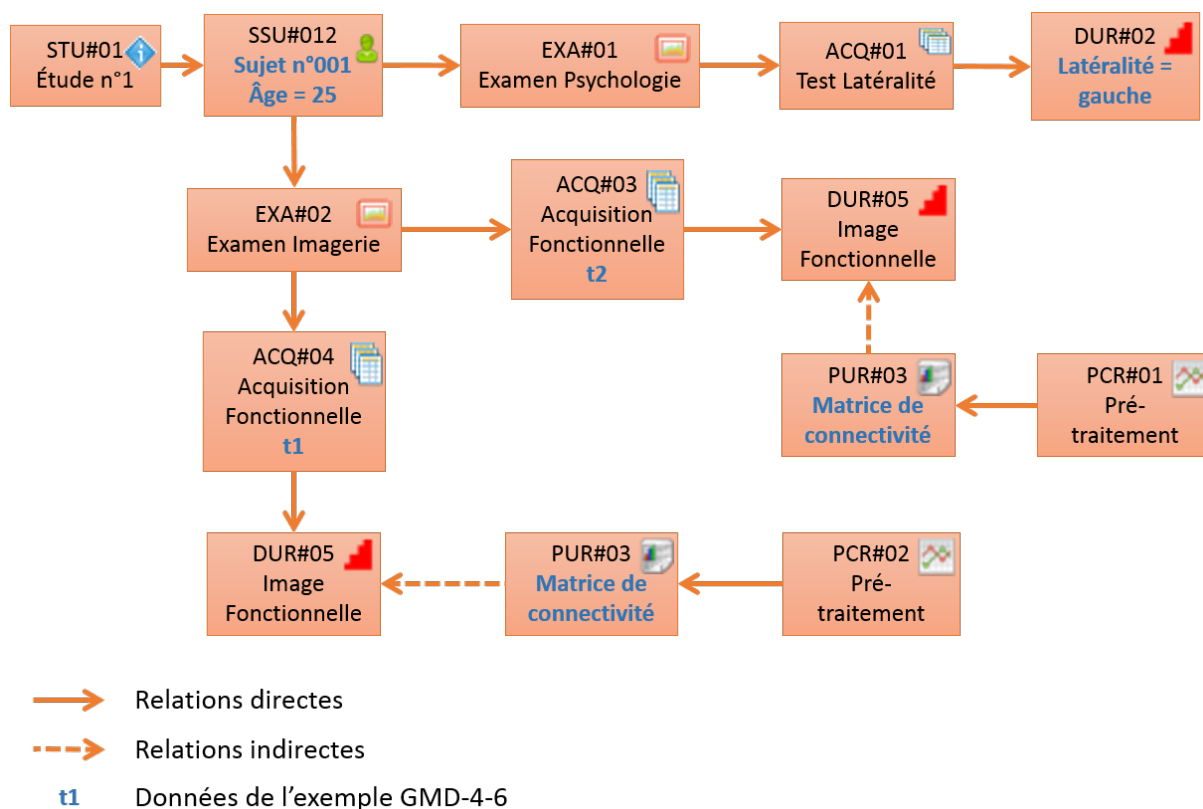 STU#01
Étude n°1
SSU#012
Sujet n°001
Âge = 25
EXA#01
Examen Psychologie
ACQ#01
Test Latéralité
DUR#02
Latéralité =
gauche
EXA#02
Examen Imagerie
ACQ#03
Acquisition
Fonctionnelle
t2
DUR#05
Image
Fonctionnelle
ACQ#04
Acquisition
Fonctionnelle
t1
PUR#03
Matrice de
connectivité
PCR#01
Pré-
traitement
DUR#05
Image
Fonctionnelle
PUR#03
Matrice de
connectivité
PCR#02
Pré-
traitement
Relations directes
Relations indirectes
t1 Données de l'exemple GMD-4-6